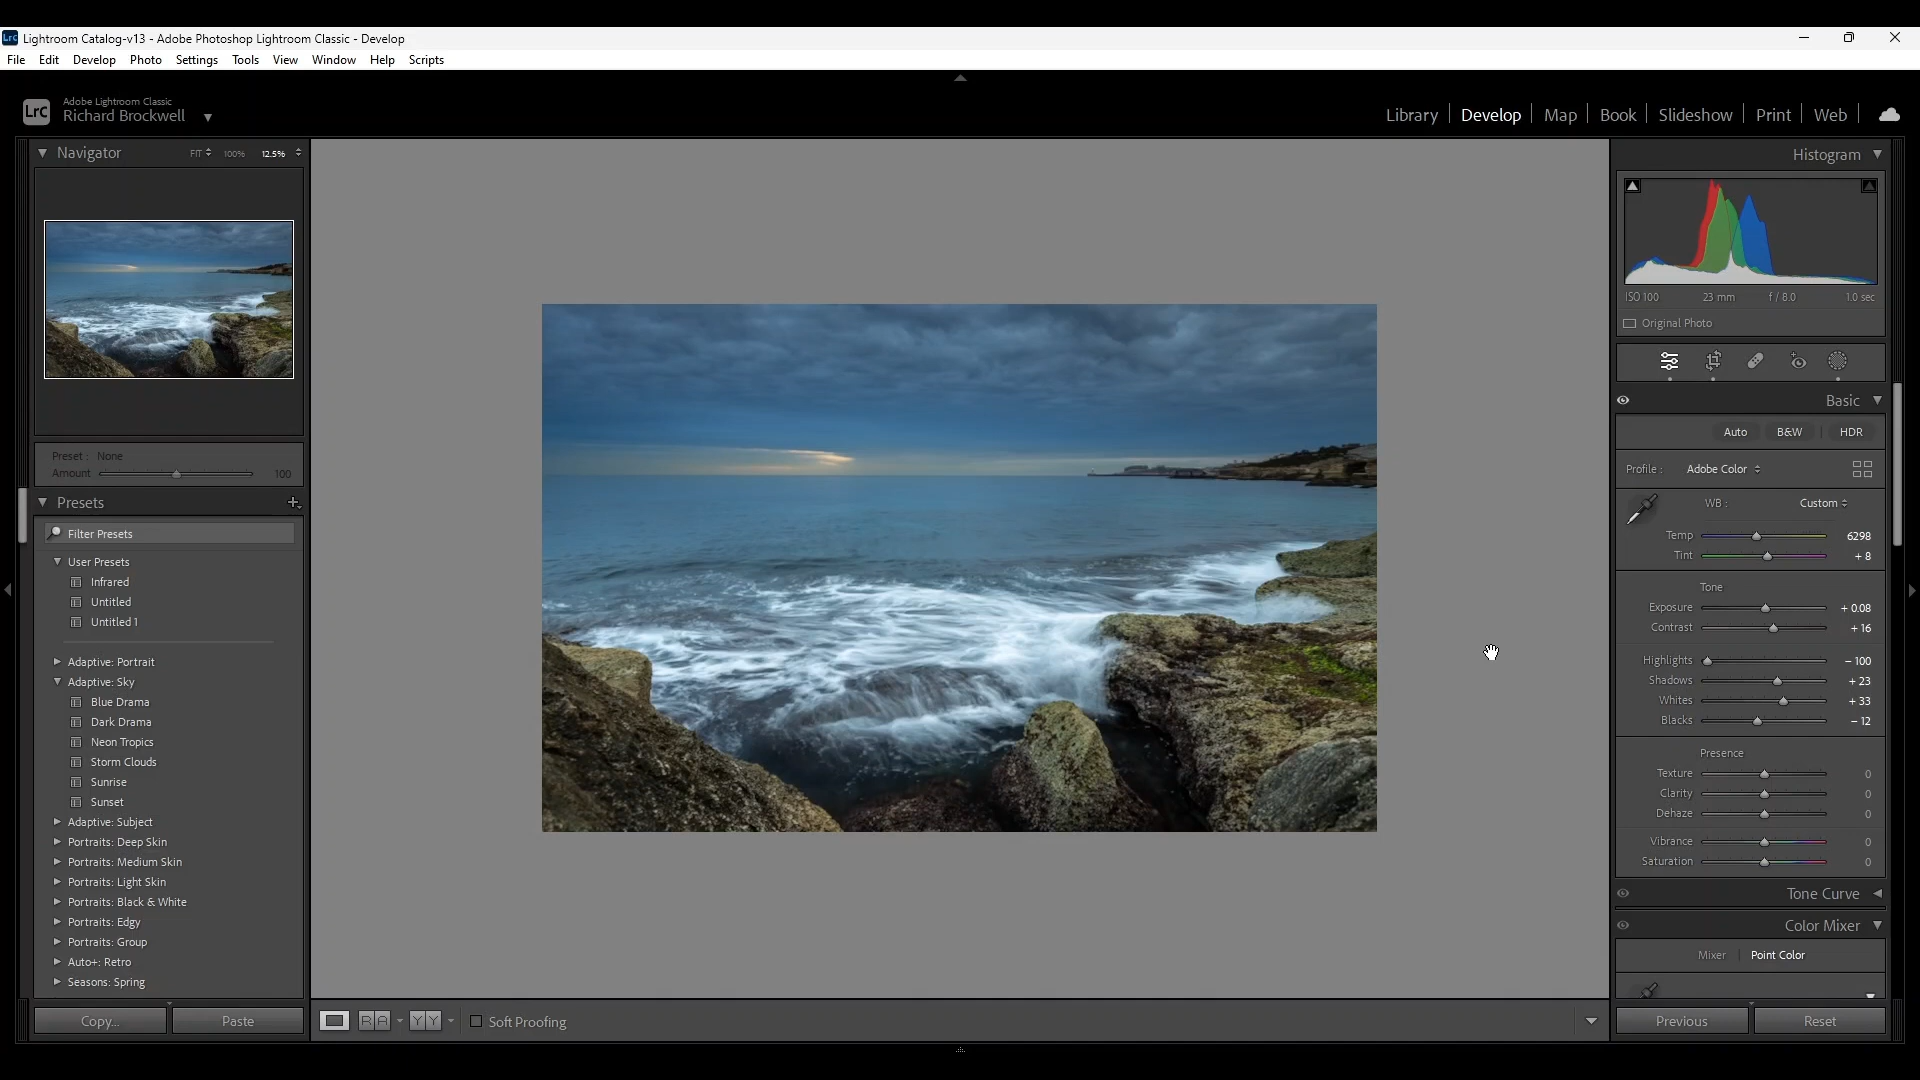 Lrc Lightroom Catalog-v13 - Adobe Photoshop Lightroom Classic - Develop
File Edit Develop Photo Settings Tools View Window Help Scripts
LrC
Adobe Lightroom Classic
Richard Brockwell
Library | Develop | Map | Book | Slideshow | Print | Web
Navigator FIT 100% 12.5%
Preset : None
Amount 100
Presets +
Filter Presets
User Presets
Infrared
Untitled
Untitled 1
Adaptive: Portrait
Adaptive: Sky
Blue Drama
Dark Drama
Neon Tropics
Storm Clouds
Sunrise
Sunset
Adaptive: Subject
Portraits: Deep Skin
Portraits: Medium Skin
Portraits: Light Skin
Portraits: Black & White
Portraits: Edgy
Portraits: Group
Auto+: Retro
Seasons: Spring
Copy... Paste
R A Y Y Soft Proofing
Histogram
ISO 100 23 mm f / 8.0 1.0 sec
Original Photo
Basic
Auto B&W | HDR
Profile : Adobe Color
WB : Custom
Temp 6298
Tint + 8
Tone
Exposure + 0.08
Contrast + 16
Highlights - 100
Shadows + 23
Whites + 33
Blacks - 12
Presence
Texture 0
Clarity 0
Dehaze 0
Vibrance 0
Saturation 0
Tone Curve
Color Mixer
Mixer | Point Color
Previous Reset